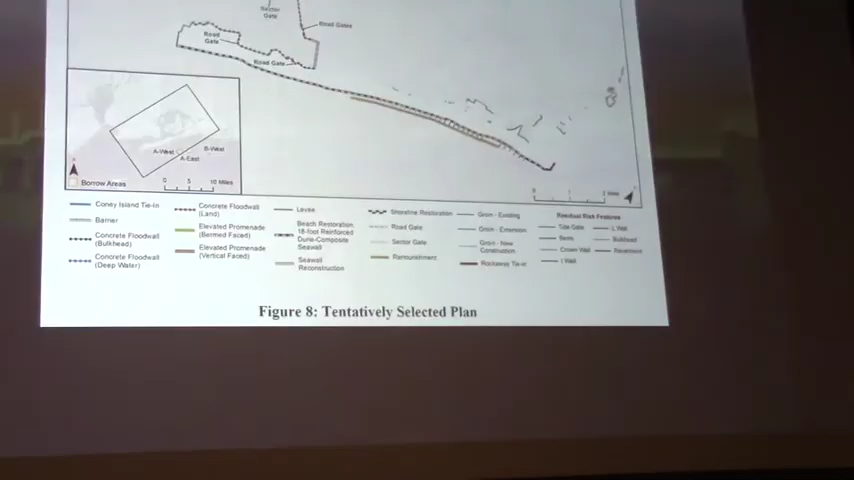 Sector
Gate
Road Gates
Road
Gate
Road Gate
A-West
B-West
A-East
Borrow Areas
0 5 10 Miles
0 1 2 Miles
Coney Island Tie-In
Barrier
Concrete Floodwall
(Bulkhead)
Concrete Floodwall
(Deep Water)
Concrete Floodwall
(Land)
Elevated Promenade
(Bermed Faced)
Elevated Promenade
(Vertical Faced)
Levee
Beach Restoration,
18-foot Reinforced
Dune-Composite
Seawall
Seawall
Reconstruction
Shoreline Restoration
Road Gate
Sector Gate
Renourishment
Groin - Existing
Groin - Extension
Groin - New
Construction
Rockaway Tie-in
Residual Risk Features
Tide Gate
Berm
Crown Wall
I Wall
L Wall
Bulkhead
Revetment
Figure 8: Tentatively Selected Plan